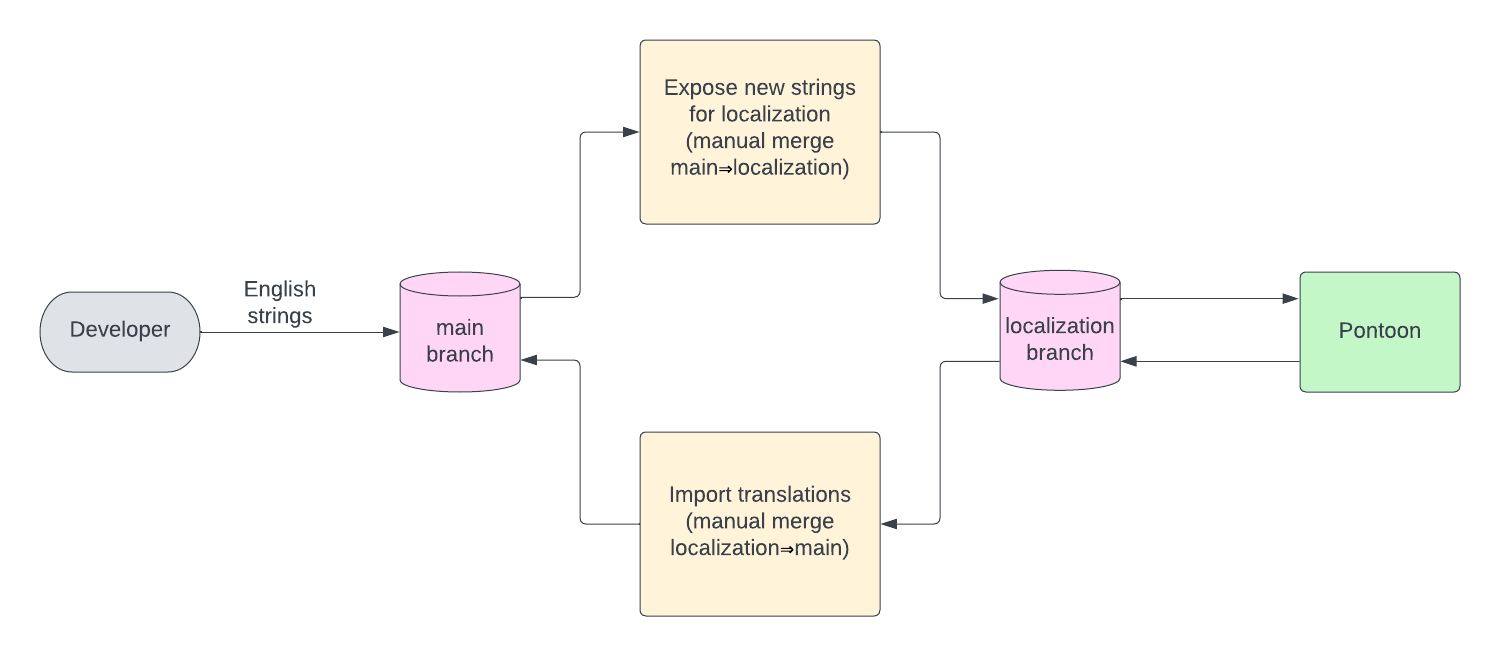 Expose new strings
for localization
(manual merge
main⇒localization)
English
strings
Developer
main
branch
localization
branch
Pontoon
Import translations
(manual merge
localization⇒main)